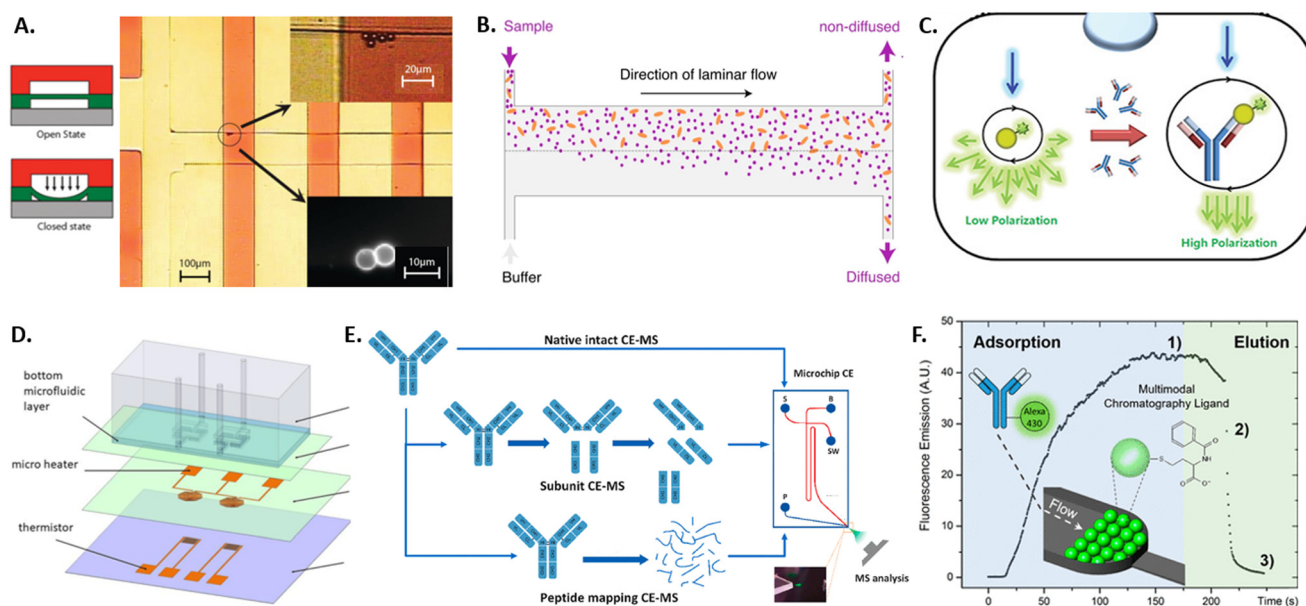 A.
Open State
Closed state
100μm
20μm
10μm
B.
Sample
non-diffused
Direction of laminar flow
Buffer
Diffused
C.
Low Polarization
High Polarization
D.
bottom
microfluidic
layer
micro heater
thermistor
E.
Native intact CE-MS
Microchip CE
S
B
SW
P
Subunit CE-MS
Peptide mapping CE-MS
MS analysis
F.
Fluorescence Emission (A.U.)
50
40
30
20
10
0
Adsorption
1)
Elution
Alexa
430
Multimodal
Chromatography Ligand
2)
S
NH
O
O
O⁻
Flow
3)
0
50
100
150
200
250
Time (s)